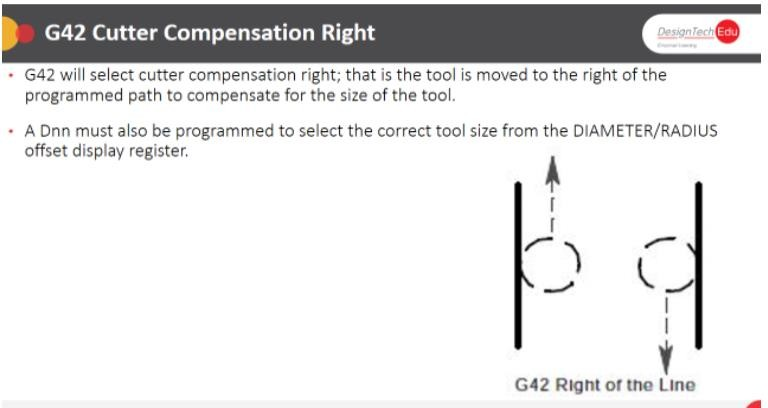 G42 Cutter Compensation Right
DesignTech Edu
• G42 will select cutter compensation right; that is the tool is moved to the right of the
programmed path to compensate for the size of the tool.
• A Dnn must also be programmed to select the correct tool size from the DIAMETER/RADIUS
offset display register.
G42 Right of the Line